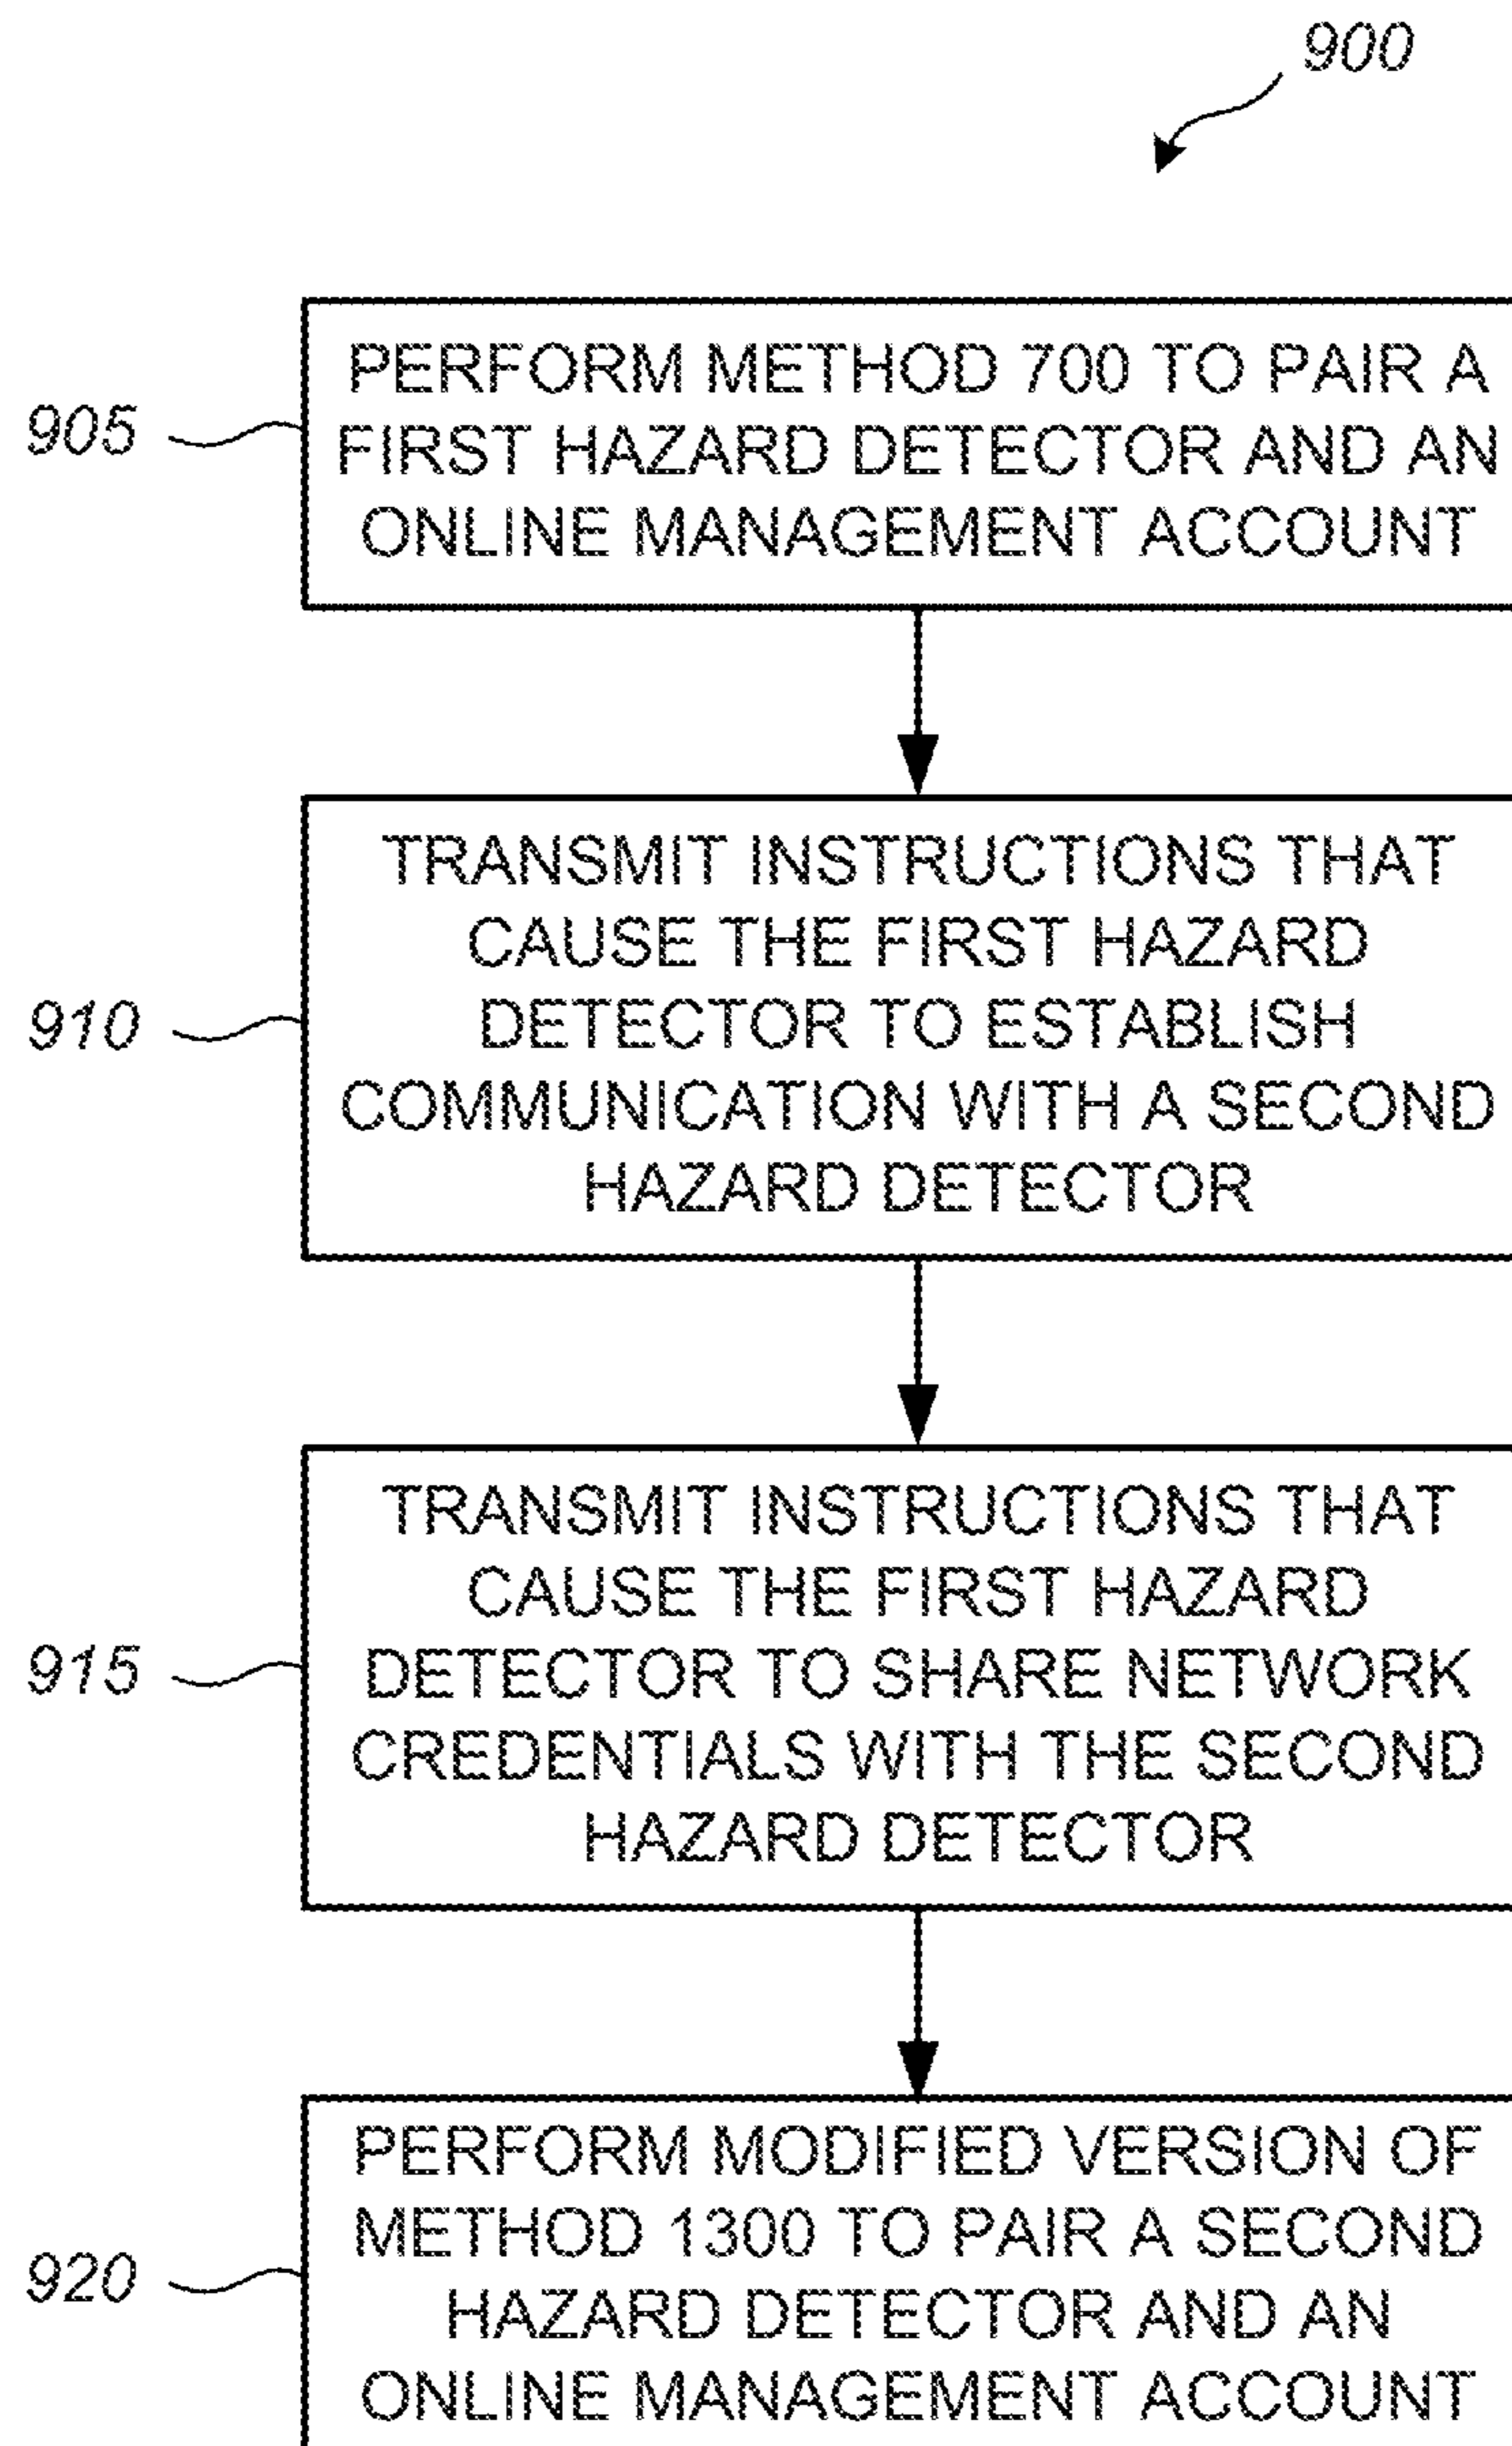 900
905
PERFORM METHOD 700 TO PAIR A
FIRST HAZARD DETECTOR AND AN
ONLINE MANAGEMENT ACCOUNT
910
TRANSMIT INSTRUCTIONS THAT
CAUSE THE FIRST HAZARD
DETECTOR TO ESTABLISH
COMMUNICATION WITH A SECOND
HAZARD DETECTOR
915
TRANSMIT INSTRUCTIONS THAT
CAUSE THE FIRST HAZARD
DETECTOR TO SHARE NETWORK
CREDENTIALS WITH THE SECOND
HAZARD DETECTOR
920
PERFORM MODIFIED VERSION OF
METHOD 1300 TO PAIR A SECOND
HAZARD DETECTOR AND AN
ONLINE MANAGEMENT ACCOUNT